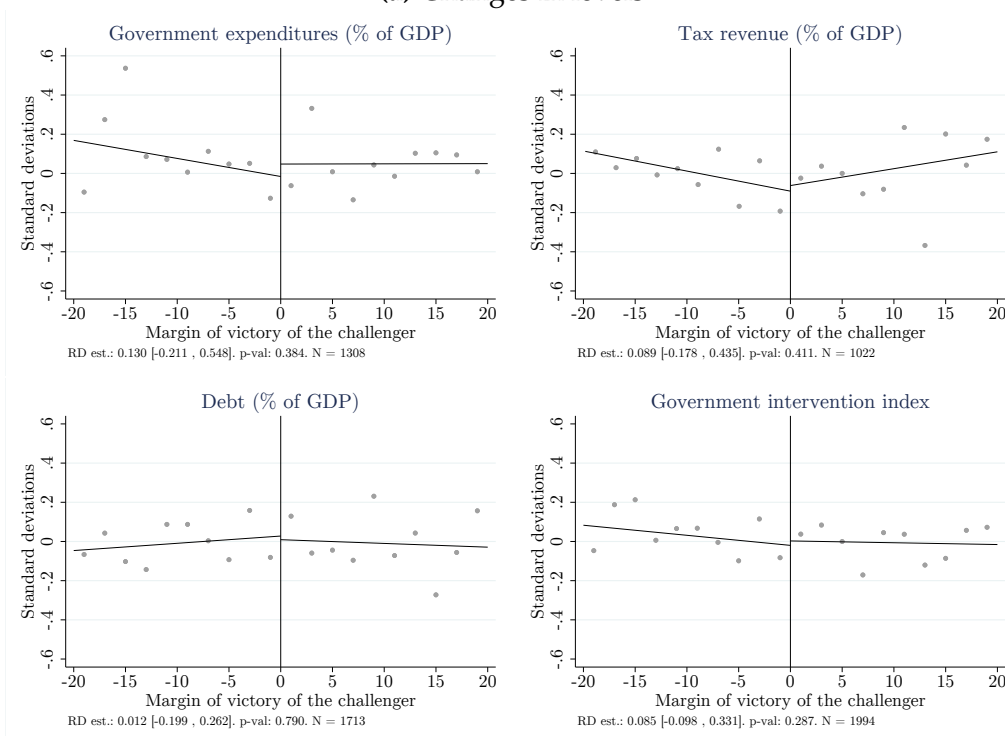 Changes in levels
Government expenditures (% of GDP)
Standard deviations
.6
.4
.2
0
-.2
-.4
-.6
-20 -15 -10 -5 0 5 10 15 20
Margin of victory of the challenger
RD est.: 0.130 [-0.211 , 0.548]. p-val: 0.384. N = 1308
Tax revenue (% of GDP)
Standard deviations
.6
.4
.2
0
-.2
-.4
-.6
-20 -15 -10 -5 0 5 10 15 20
Margin of victory of the challenger
RD est.: 0.089 [-0.178 , 0.435]. p-val: 0.411. N = 1022
Debt (% of GDP)
Standard deviations
.6
.4
.2
0
-.2
-.4
-.6
-20 -15 -10 -5 0 5 10 15 20
Margin of victory of the challenger
RD est.: 0.012 [-0.199 , 0.262]. p-val: 0.790. N = 1713
Government intervention index
Standard deviations
.6
.4
.2
0
-.2
-.4
-.6
-20 -15 -10 -5 0 5 10 15 20
Margin of victory of the challenger
RD est.: 0.085 [-0.098 , 0.331]. p-val: 0.287. N = 1994